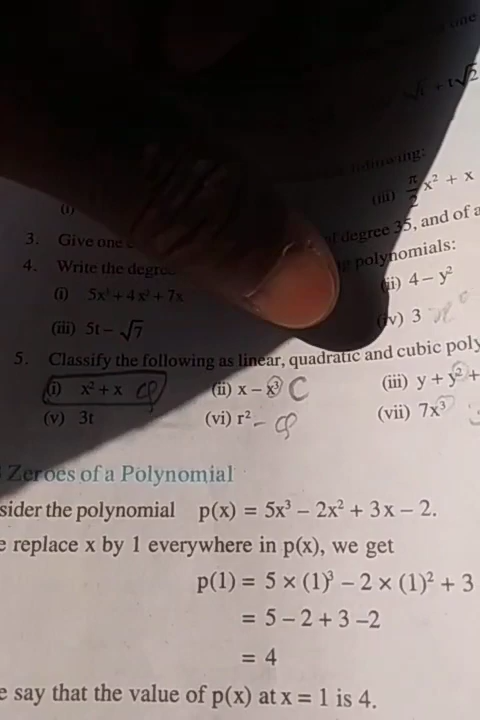 √t + t√2
following:
(i)
(iii) π/2 x² + x
3. Give one of degree 35, and of a
4. Write the degree polynomials:
(i) 5x³ + 4x² + 7x (ii) 4 – y²
(iii) 5t – √7 (iv) 3
5. Classify the following as linear, quadratic and cubic poly
(i) x² + x (ii) x – x³ C (iii) y + y² +
(v) 3t (vi) r² (vii) 7x³
Zeroes of a Polynomial
sider the polynomial p(x) = 5x³ – 2x² + 3x – 2.
e replace x by 1 everywhere in p(x), we get
p(1) = 5 × (1)³ – 2 × (1)² + 3
= 5 – 2 + 3 –2
= 4
e say that the value of p(x) at x = 1 is 4.